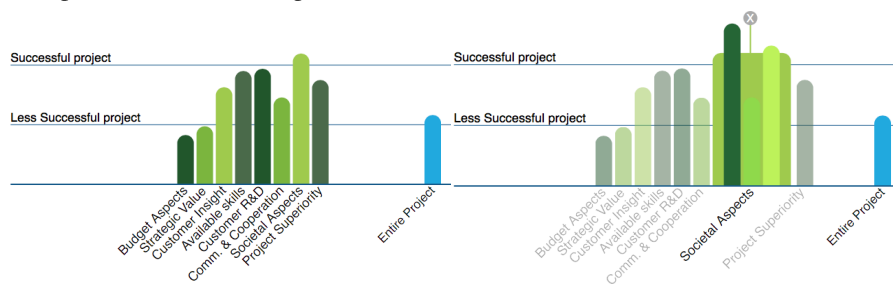 Successful project
Less Successful project
Budget Aspects
Strategic Value
Customer Insight
Available skills
Customer R&D
Comm. & Cooperation
Societal Aspects
Project Superiority
Entire Project
X
Successful project
Less Successful project
Budget Aspects
Strategic Value
Customer Insight
Available skills
Customer R&D
Comm. & Cooperation
Societal Aspects
Project Superiority
Entire Project